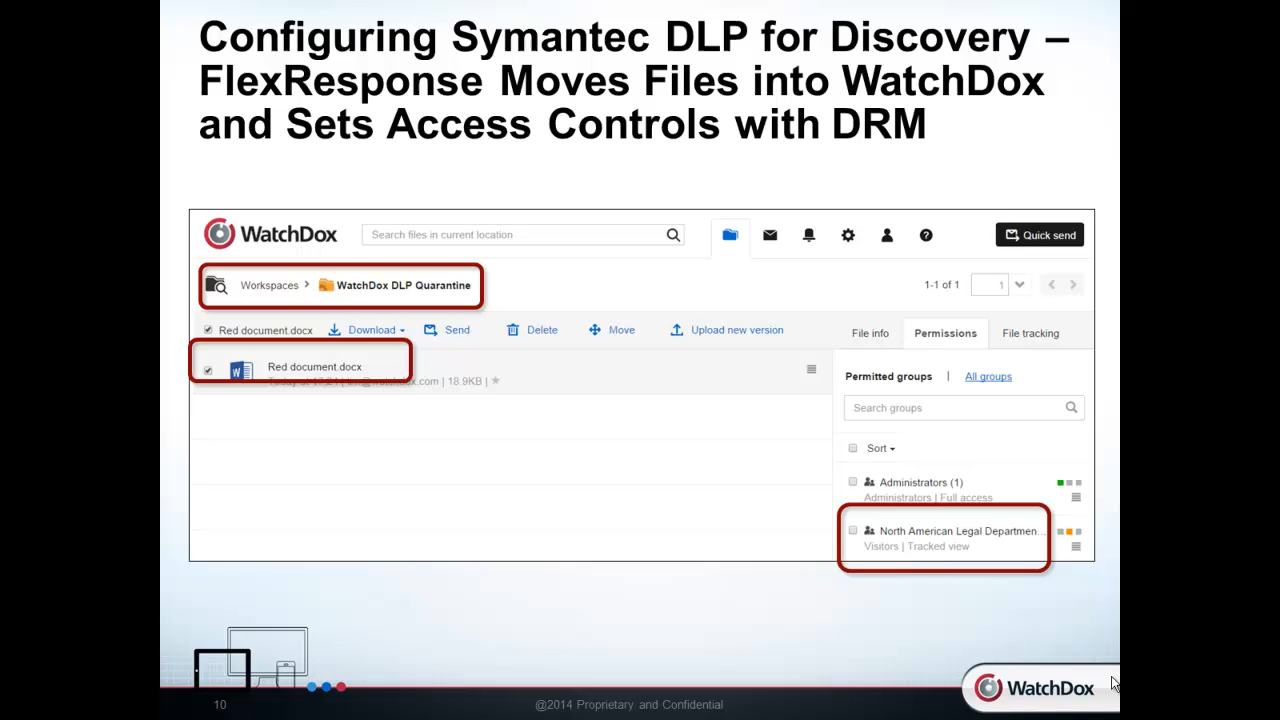 Configuring Symantec DLP for Discovery –
FlexResponse Moves Files into WatchDox
and Sets Access Controls with DRM
WatchDox
Search files in current location
Quick send
Workspaces > WatchDox DLP Quarantine
1-1 of 1
1
Red document.docx Download Send Delete Move Upload new version
File info Permissions File tracking
Red document.docx
Today at | .com | 18.9KB |
Permitted groups | All groups
Search groups
Sort
Administrators (1)
Administrators | Full access
North American Legal Departmen...
Visitors | Tracked view
10
@2014 Proprietary and Confidential
WatchDox